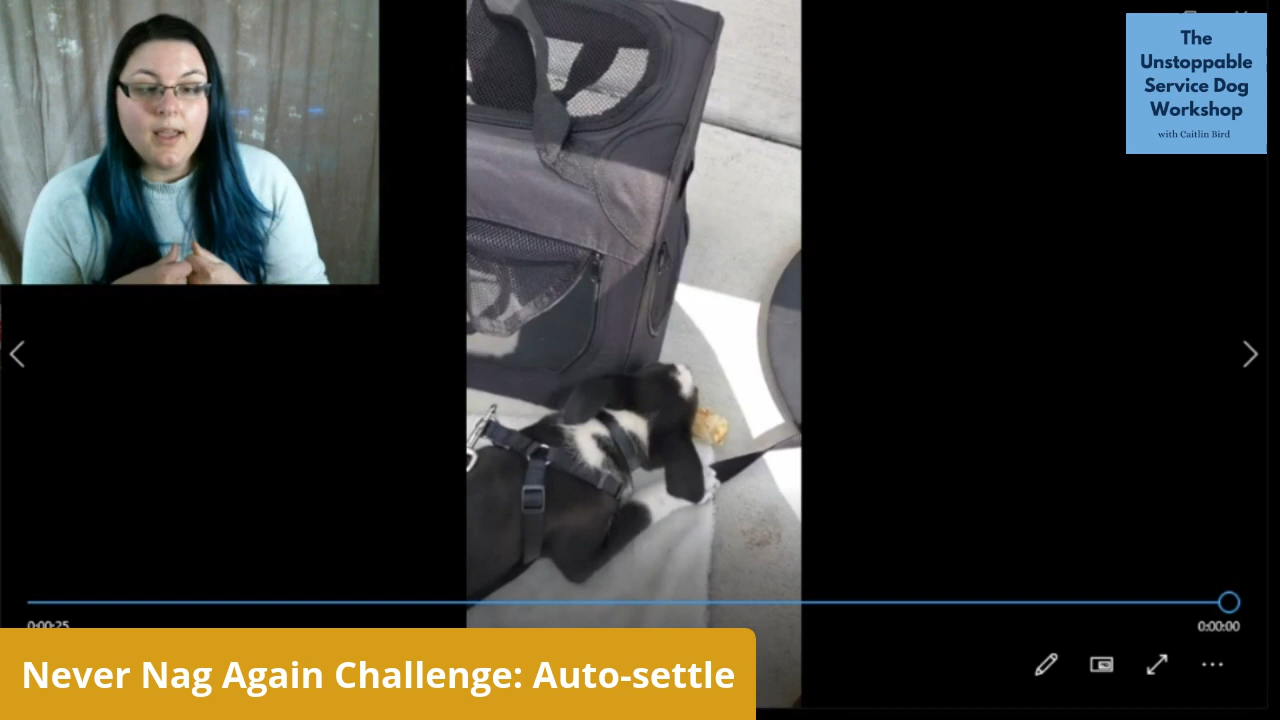 The
Unstoppable
Service Dog
Workshop
with Caitlin Bird
0:00:25
0:00:00
Never Nag Again Challenge: Auto-settle